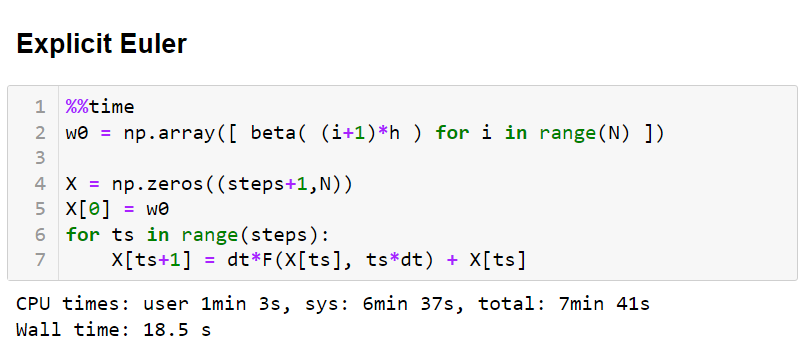 Explicit Euler
1 %%time
2 w0 = np.array([ beta( (i+1)*h ) for i in range(N) ])
3
4 X = np.zeros((steps+1,N))
5 X[0] = w0
6 for ts in range(steps):
7     X[ts+1] = dt*F(X[ts], ts*dt) + X[ts]
CPU times: user 1min 3s, sys: 6min 37s, total: 7min 41s
Wall time: 18.5 s